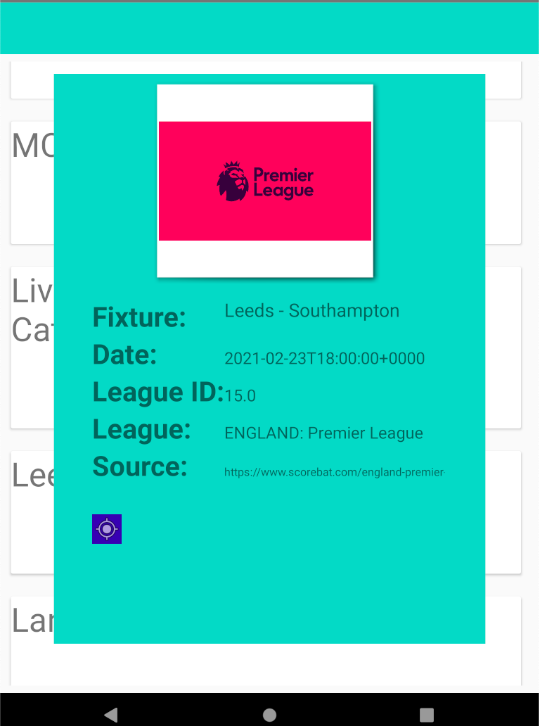 MC
Premier
League
Liv
Cat
Fixture: Leeds - Southampton
Date: 2021-02-23T18:00:00+0000
League ID: 15.0
League: ENGLAND: Premier League
Lee
Source: https://www.scorebat.com/england-premier
Lar